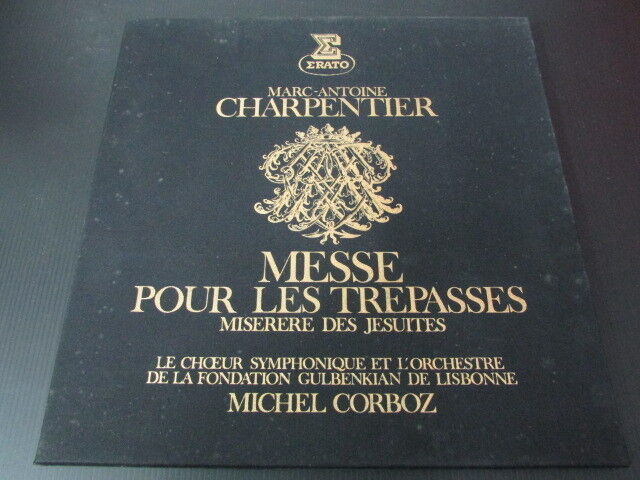 ERATO
MARC-ANTOINE
CHARPENTIER
MESSE
POUR LES TREPASSES
MISERERE DES JESUITES
LE CHŒUR SYMPHONIQUE ET L'ORCHESTRE
DE LA FONDATION GULBENKIAN DE LISBONNE
MICHEL CORBOZ